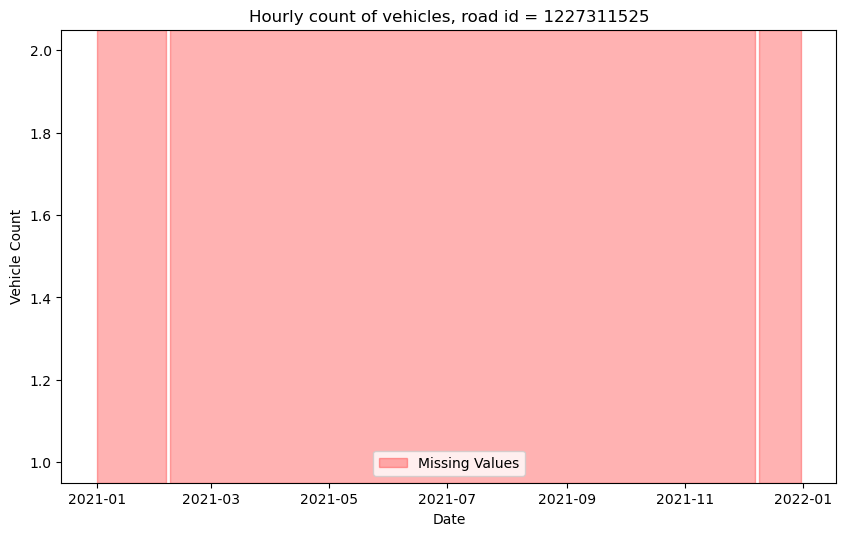 Hourly count of vehicles, road id = 1227311525
2.0
1.8
1.6
1.4
1.2
1.0
Vehicle Count
Missing Values
2021-01 2021-03 2021-05 2021-07 2021-09 2021-11 2022-01
Date